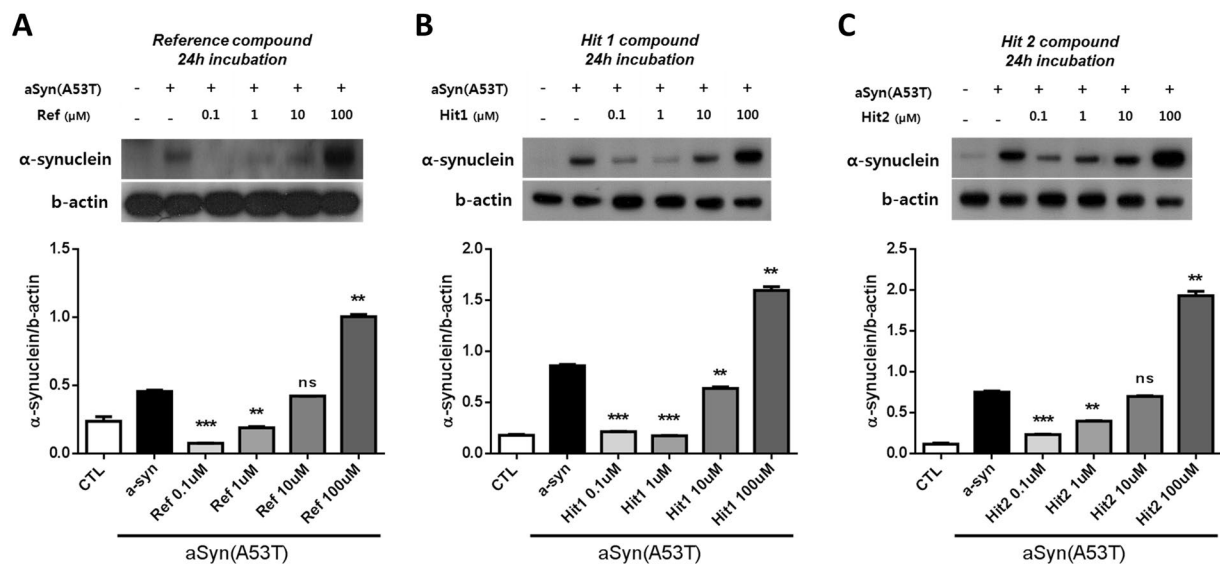 A
Reference compound
24h incubation
aSyn(A53T) - + + + + +
Ref (μM) - - 0.1 1 10 100
α-synuclein
b-actin
1.5
1.0
0.5
0.0
α-synuclein/b-actin
***
**
ns
**
CTL
a-syn
Ref 0.1uM
Ref 1uM
Ref 10uM
Ref 100uM
aSyn(A53T)
B
Hit 1 compound
24h incubation
aSyn(A53T) - + + + + +
Hit1 (μM) - - 0.1 1 10 100
α-synuclein
b-actin
2.0
1.5
1.0
0.5
0.0
α-synuclein/b-actin
***
***
**
**
CTL
a-syn
Hit1 0.1uM
Hit1 1uM
Hit1 10uM
Hit1 100uM
aSyn(A53T)
C
Hit 2 compound
24h incubation
aSyn(A53T) - + + + + +
Hit2 (μM) - - 0.1 1 10 100
α-synuclein
b-actin
2.5
2.0
1.5
1.0
0.5
0.0
α-synuclein/b-actin
***
**
ns
**
CTL
a-syn
Hit2 0.1uM
Hit2 1uM
Hit2 10uM
Hit2 100uM
aSyn(A53T)